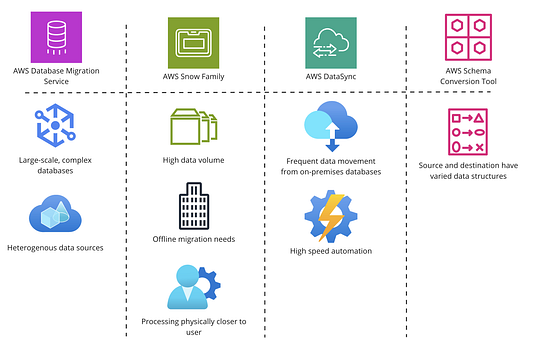 AWS Database Migration
Service
AWS Snow Family
AWS DataSync
AWS Schema
Conversion Tool
Large-scale, complex
databases
High data volume
Frequent data movement
from on-premises databases
Source and destination have
varied data structures
Heterogenous data sources
Offline migration needs
High speed automation
Processing physically closer to
user